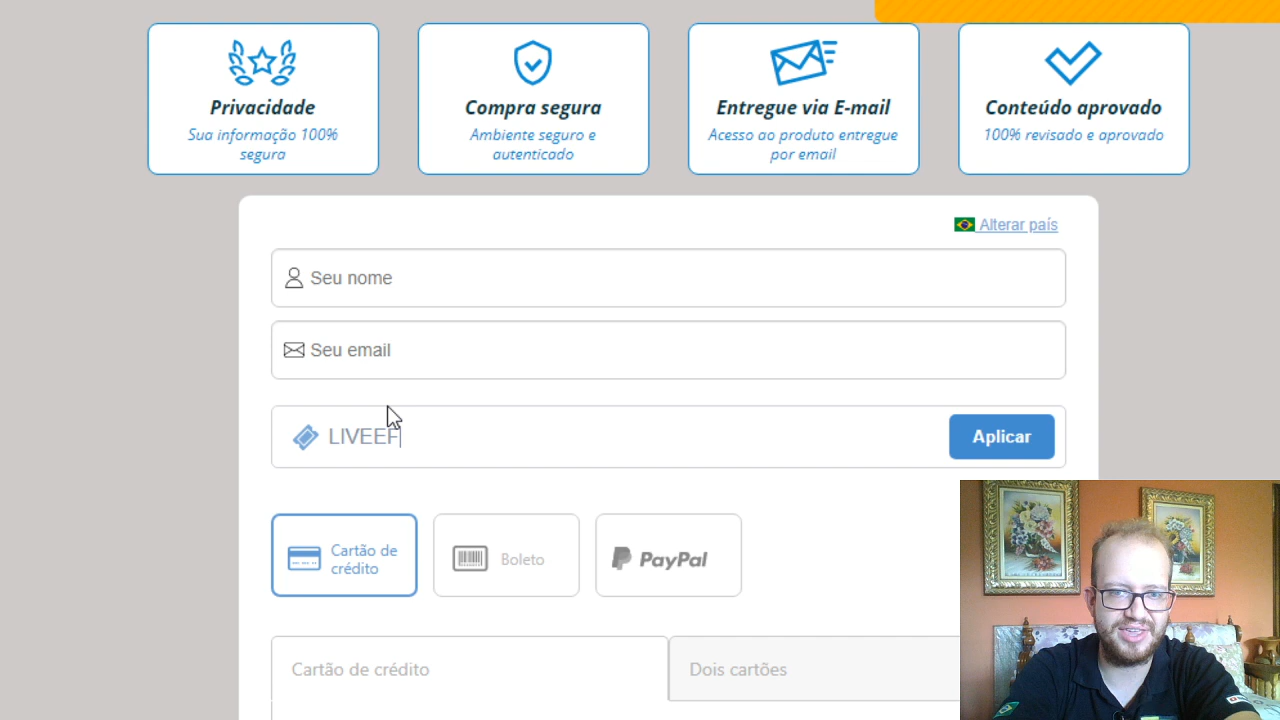 Privacidade
Sua informação 100%
segura
Compra segura
Ambiente seguro e
autenticado
Entregue via E-mail
Acesso ao produto entregue
por email
Conteúdo aprovado
100% revisado e aprovado
Alterar país
Seu nome
Seu email
LIVEEF
Aplicar
Cartão de
crédito
Boleto
PayPal
Cartão de crédito
Dois cartões